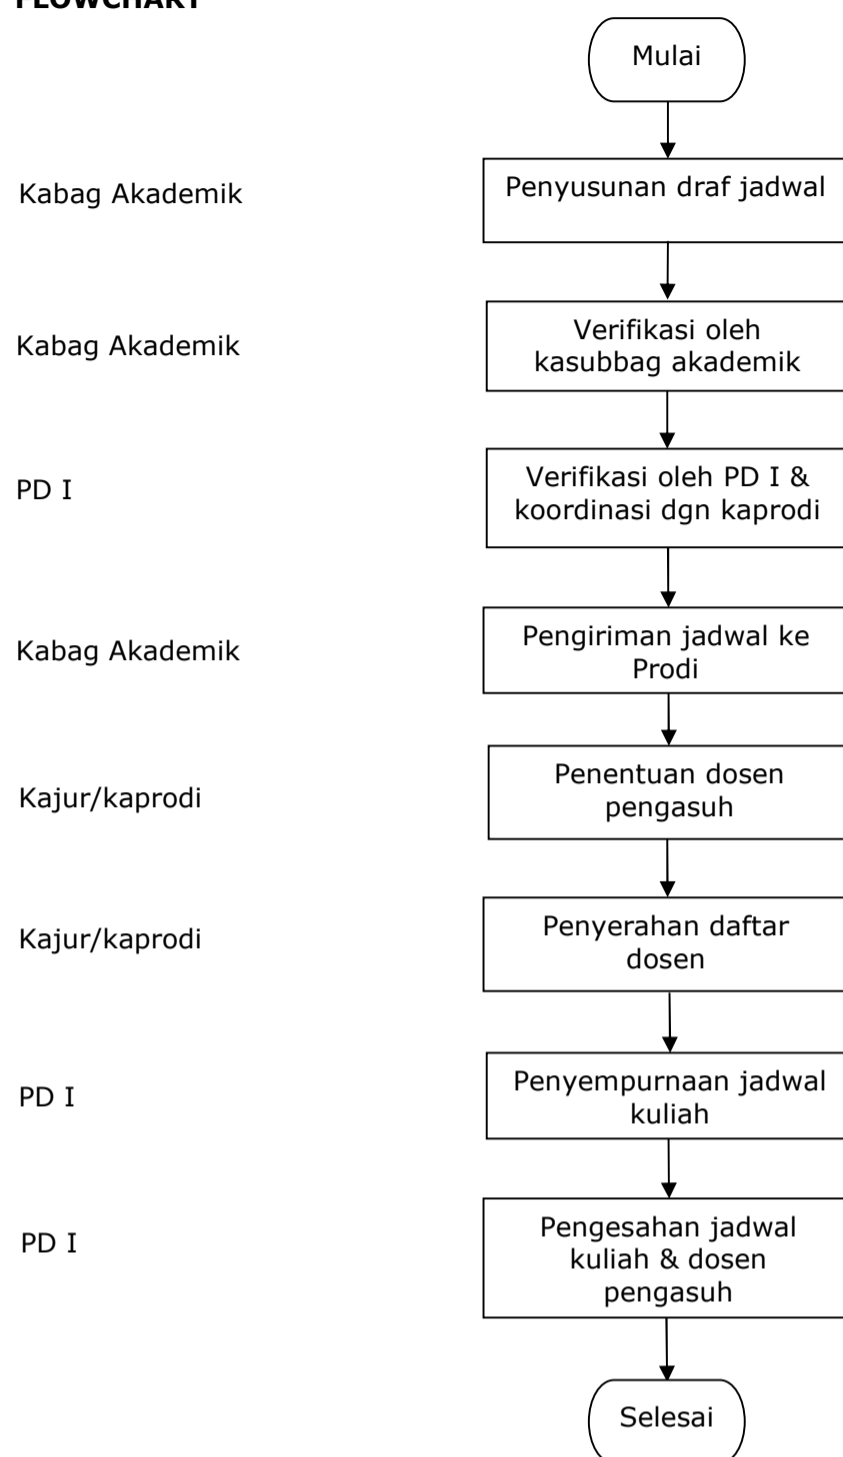 FLOWCHART
Mulai
Kabag Akademik
Penyusunan draf jadwal
Kabag Akademik
Verifikasi oleh
kasubbag akademik
PD I
Verifikasi oleh PD I &
koordinasi dgn kaprodi
Kabag Akademik
Pengiriman jadwal ke
Prodi
Kajur/kaprodi
Penentuan dosen
pengasuh
Kajur/kaprodi
Penyerahan daftar
dosen
PD I
Penyempurnaan jadwal
kuliah
PD I
Pengesahan jadwal
kuliah & dosen
pengasuh
Selesai